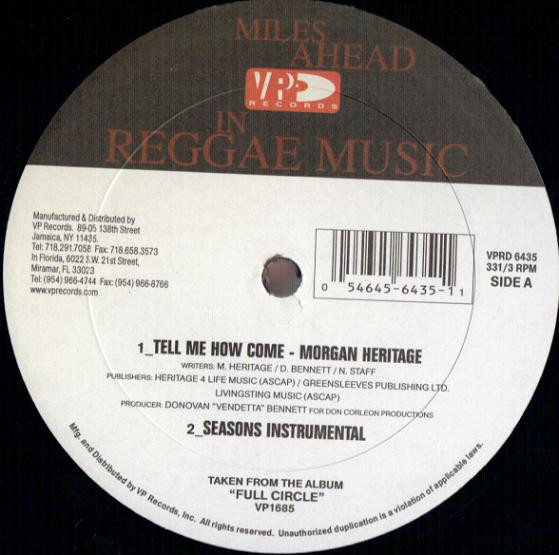 MILES
AHEAD
VP
RECORDS
IN
REGGAE MUSIC
Manufactured & Distributed by
VP Records. 89-05 138th Street
Jamaica, NY 11435.
Tel: 718.291.7058 Fax: 718.658.3573
In Florida, 6022 S.W. 21st Street,
Miramar, FL 33023
Tel: (954) 966-4744 Fax: (954) 966-8766
www.vprecords.com
0 54645-6435-1 1
VPRD 6435
331/3 RPM
SIDE A
1_TELL ME HOW COME - MORGAN HERITAGE
WRITERS: M. HERITAGE / D. BENNETT / N. STAFF
PUBLISHERS: HERITAGE 4 LIFE MUSIC (ASCAP) / GREENSLEEVES PUBLISHING LTD.
LIVINGSTING MUSIC (ASCAP)
PRODUCER: DONOVAN "VENDETTA" BENNETT FOR DON CORLEON PRODUCTIONS
2_SEASONS INSTRUMENTAL
TAKEN FROM THE ALBUM
"FULL CIRCLE"
VP1685
Mfg. and Distributed by VP Records, Inc. All rights reserved. Unauthorized duplication is a violation of applicable laws.